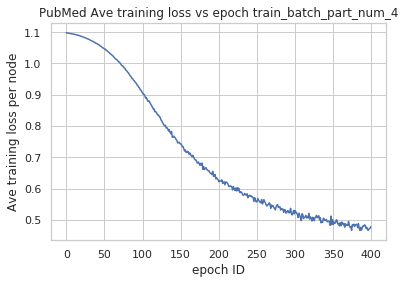 PubMed Ave training loss vs epoch train_batch_part_num_4
1.1
1.0
0.9
0.8
0.7
0.6
0.5
Ave training loss per node
0 50 100 150 200 250 300 350 400
epoch ID